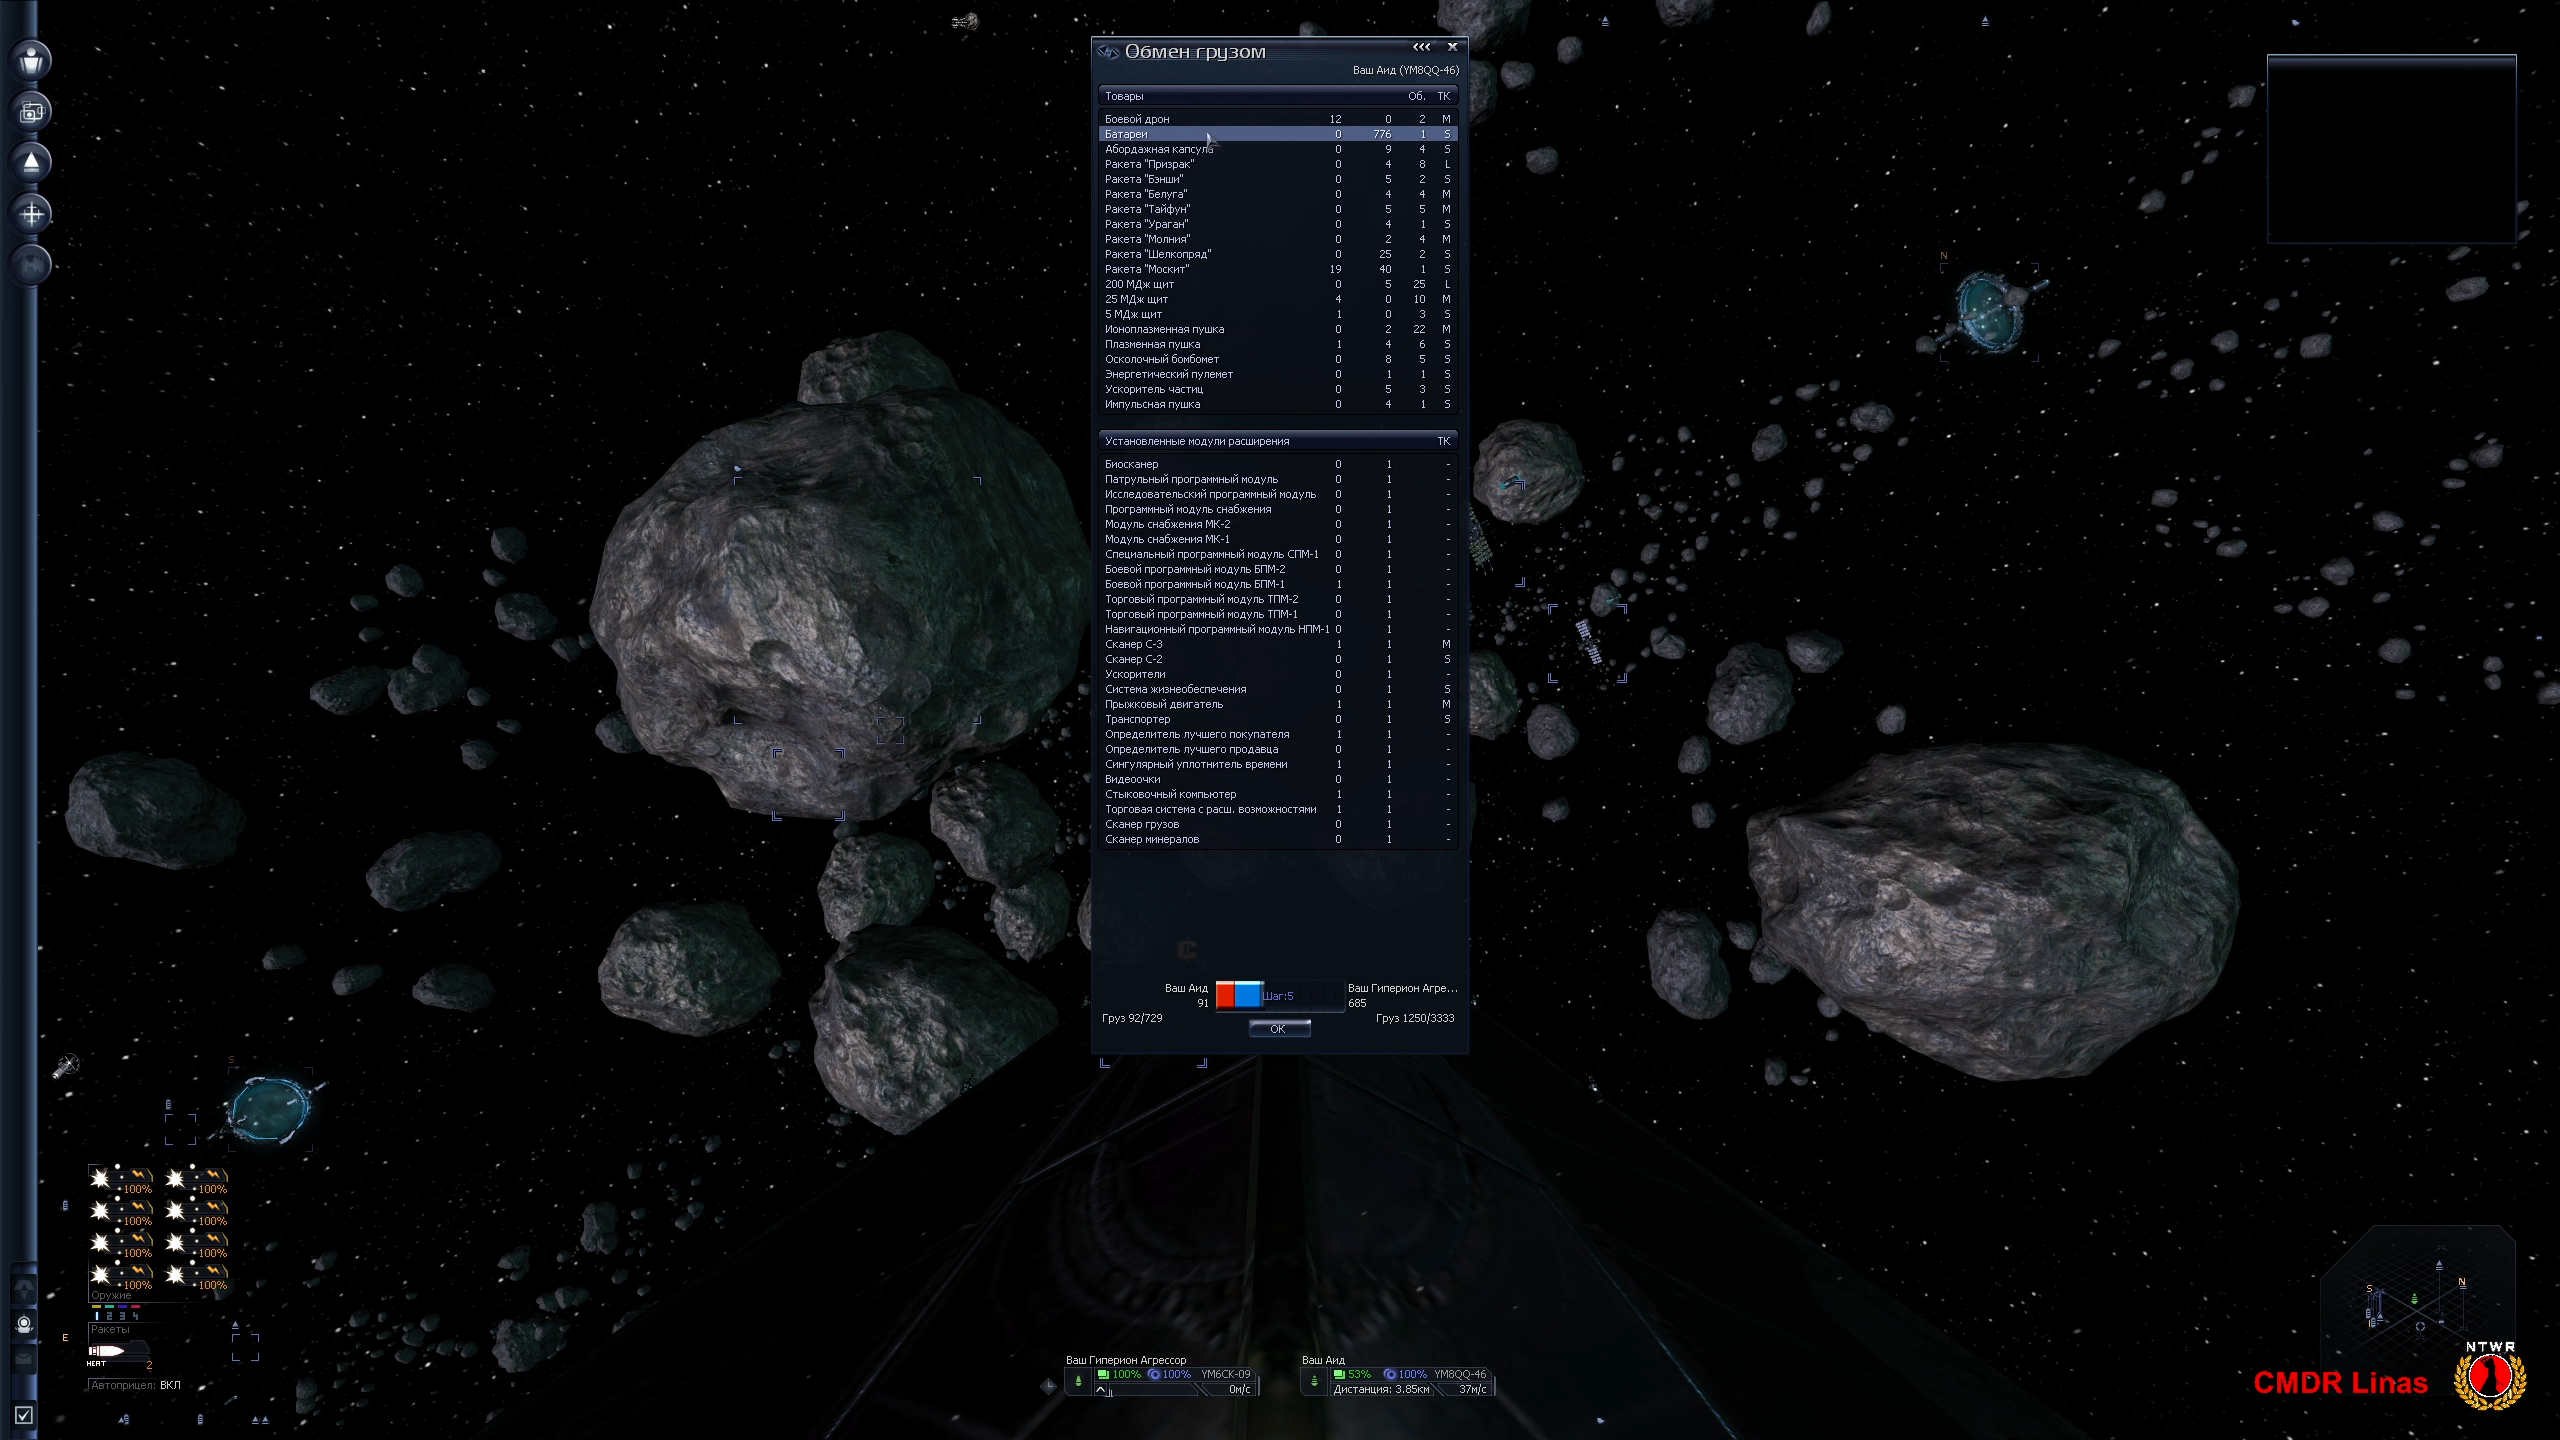 Обмен грузом
Ваш Аид (YM8QQ-46)
Товары Об. ТК
Боевой дрон 12 0 2 M
Батареи 0 776 1 S
Абордажная капсула 0 9 4 S
Ракета "Призрак" 0 4 8 L
Ракета "Бэнши" 0 5 2 S
Ракета "Белуга" 0 4 4 M
Ракета "Тайфун" 0 5 5 M
Ракета "Ураган" 0 4 1 S
Ракета "Молния" 0 2 4 M
Ракета "Шелкопряд" 0 25 2 S
Ракета "Москит" 19 40 1 S
200 МДж щит 0 5 25 L
25 МДж щит 4 0 10 M
5 МДж щит 1 0 3 S
Ионоплазменная пушка 0 2 22 M
Плазменная пушка 1 4 6 S
Осколочный бомбомет 0 8 5 S
Энергетический пулемет 0 1 1 S
Ускоритель частиц 0 5 3 S
Импульсная пушка 0 4 1 S
Установленные модули расширения ТК
Биосканер 0 1 -
Патрульный программный модуль 0 1 -
Исследовательский программный модуль 0 1 -
Программный модуль снабжения 0 1 -
Модуль снабжения МК-2 0 1 -
Модуль снабжения МК-1 0 1 -
Специальный программный модуль СПМ-1 0 1 -
Боевой программный модуль БПМ-2 0 1 -
Боевой программный модуль БПМ-1 1 1 -
Торговый программный модуль ТПМ-2 0 1 -
Торговый программный модуль ТПМ-1 0 1 -
Навигационный программный модуль НПМ-1 0 1 -
Сканер С-3 1 1 M
Сканер С-2 0 1 S
Ускорители 0 1 -
Система жизнеобеспечения 0 1 S
Прыжковый двигатель 1 1 M
Транспортер 0 1 S
Определитель лучшего покупателя 1 1 -
Определитель лучшего продавца 0 1 -
Сингулярный уплотнитель времени 1 1 -
Видеоочки 0 1 -
Стыковочный компьютер 1 1 -
Торговая система с расш. возможностями 1 1 -
Сканер грузов 0 1 -
Сканер минералов 0 1 -
Ваш Аид Шаг:5 Ваш Гиперион Агре...
91 685
Груз 92/729 Груз 1250/3333
OK
N
S
100% 100%
100% 100%
100% 100%
100% 100%
Оружие
1 2 3 4
E
Ракеты
HEAT 2
Автоприцел: ВКЛ
Ваш Гиперион Агрессор
100% 100% YM6CK-09
0м/с
Ваш Аид
53% 100% YM8QQ-46
Дистанция: 3.85км 37м/с
S N
NTWR
CMDR Linas